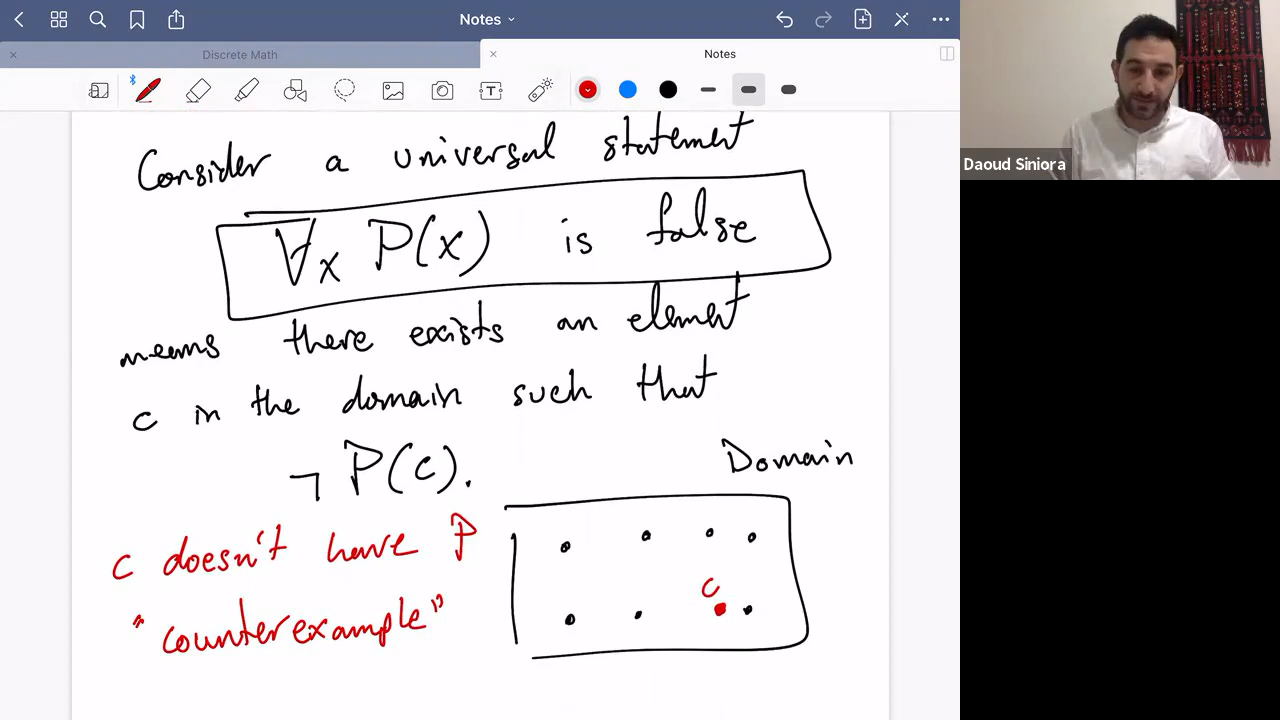 Notes
Discrete Math
Notes
Daoud Siniora
Consider a universal statement
∀x P(x) is false
means there exists an element
c in the domain such that
¬ P(c).
Domain
c doesn't have P
c
"counterexample"